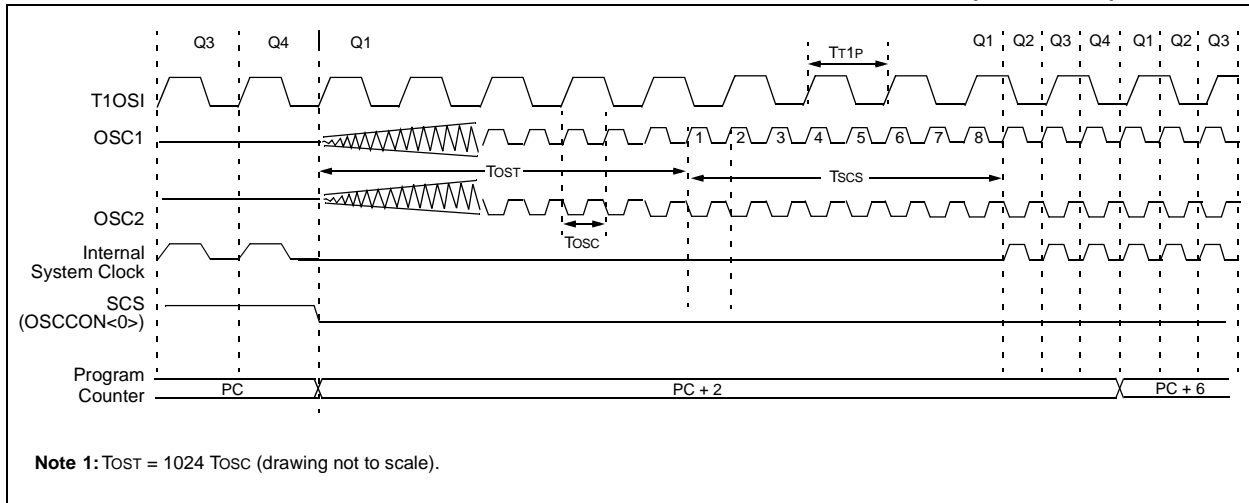 Q3 Q4 Q1 Q1 Q2 Q3 Q4 Q1 Q2 Q3
TT1P
T1OSI
OSC1
1 2 3 4 5 6 7 8
TOST
TSCS
OSC2
TOSC
Internal
System Clock
SCS
(OSCCON<0>)
Program
Counter
PC PC + 2 PC + 6
Note 1: TOST = 1024 TOSC (drawing not to scale).